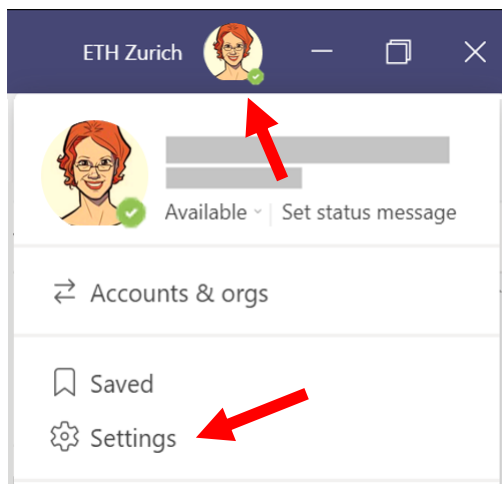 ETH Zurich
Available Set status message
Accounts & orgs
Saved
Settings